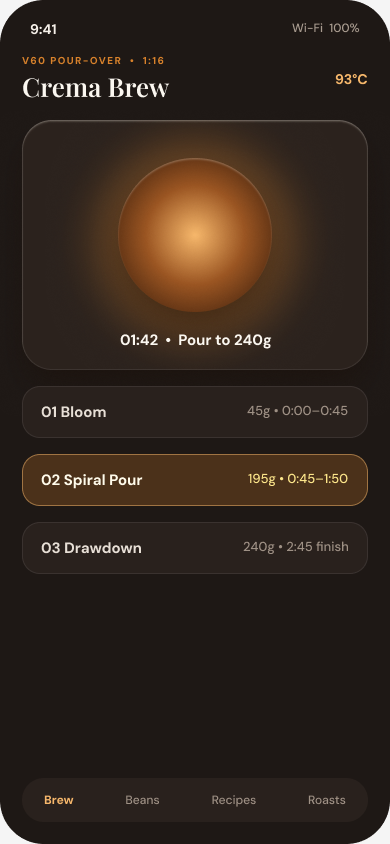 9:41 Wi-Fi 100%
V60 POUR-OVER • 1:16
Crema Brew 93°C
01:42 • Pour to 240g
01 Bloom 45g • 0:00–0:45
02 Spiral Pour 195g • 0:45–1:50
03 Drawdown 240g • 2:45 finish
Brew Beans Recipes Roasts